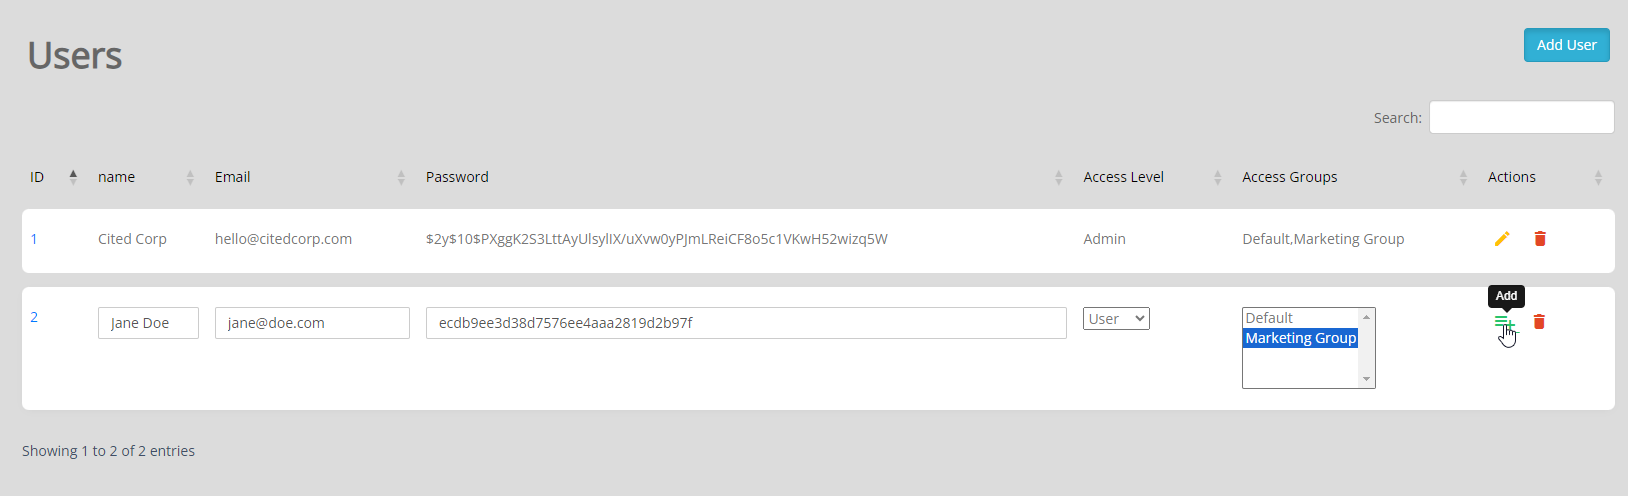 Users
Add User
Search:
ID name Email Password Access Level Access Groups Actions
1 Cited Corp hello@citedcorp.com $2y$10$PXggK2S3LttAyUlsylIX/uXvw0yPJmLReiCF8o5c1VKwH52wizq5W Admin Default,Marketing Group
Add
2 Jane Doe jane@doe.com ecdb9ee3d38d7576ee4aaa2819d2b97f User Default
Marketing Group
Showing 1 to 2 of 2 entries